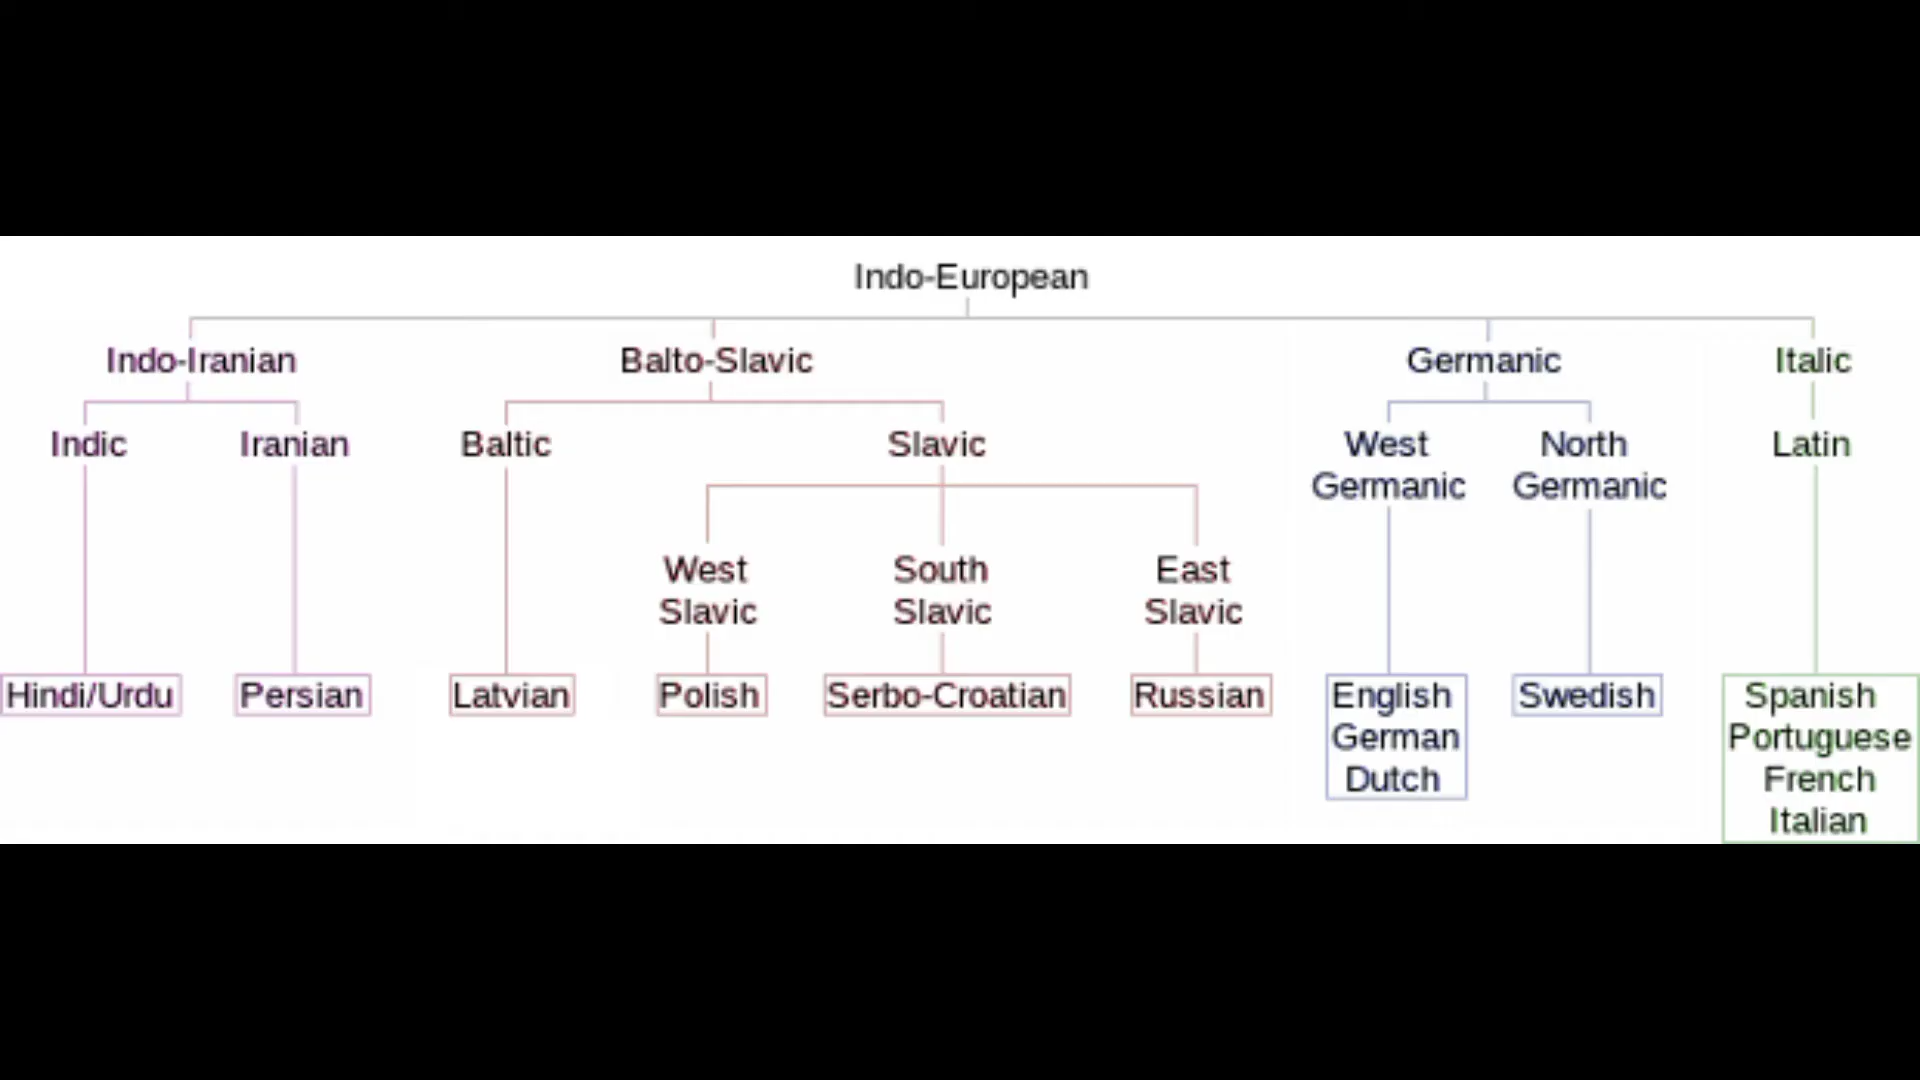 Indo-European
Indo-Iranian
Balto-Slavic
Germanic
Italic
Indic
Iranian
Baltic
Slavic
West
Germanic
North
Germanic
Latin
West
Slavic
South
Slavic
East
Slavic
Hindi/Urdu
Persian
Latvian
Polish
Serbo-Croatian
Russian
English
German
Dutch
Swedish
Spanish
Portuguese
French
Italian